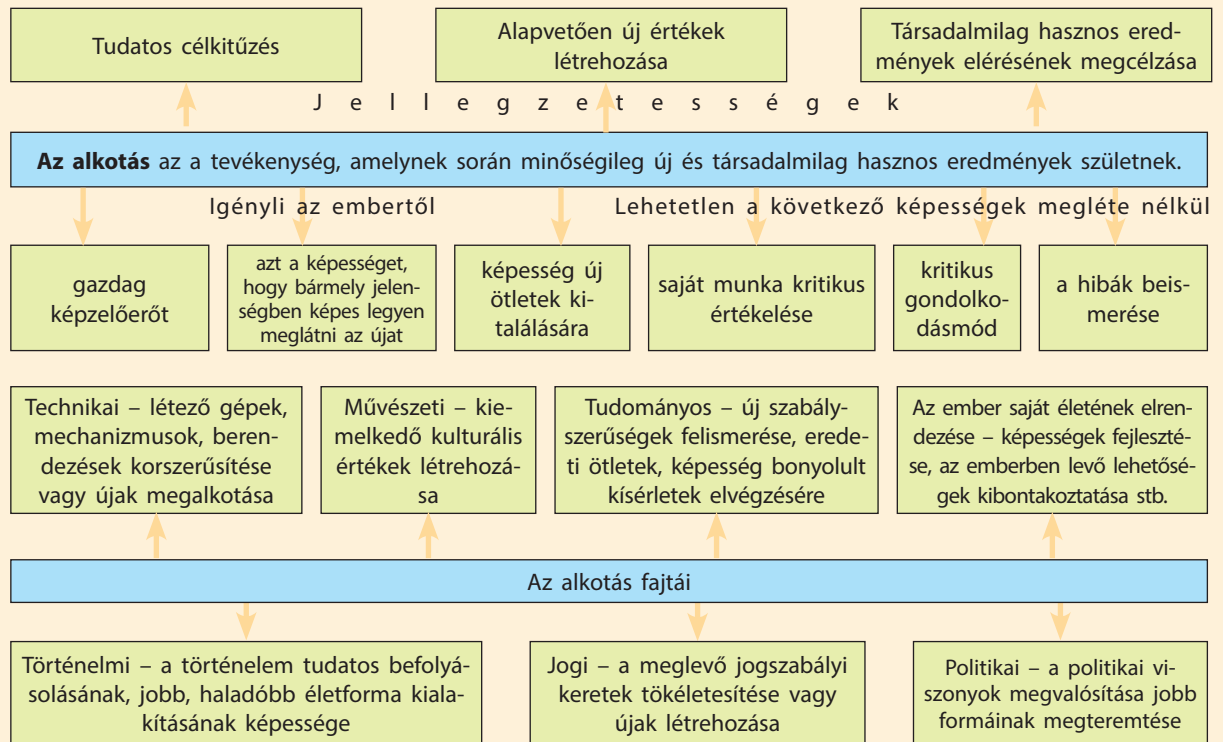 Tudatos célkitűzés
Alapvetően új értékek
létrehozása
Társadalmilag hasznos ered-
mények elérésének megcélzása
Jellegzetességek
Az alkotás az a tevékenység, amelynek során minőségileg új és társadalmilag hasznos eredmények születnek.
Igényli az embertől
Lehetetlen a következő képességek megléte nélkül
gazdag
képzelőerőt
azt a képességet,
hogy bármely jelen-
ségben képes legyen
meglátni az újat
képesség új
ötletek ki-
találására
saját munka kritikus
értékelése
kritikus
gondolko-
dásmód
a hibák beis-
merése
Technikai – létező gépek,
mechanizmusok, beren-
dezések korszerűsítése
vagy újak megalkotása
Művészeti – kie-
melkedő kulturális
értékek létrehozá-
sa
Tudományos – új szabály-
szerűségek felismerése, erede-
ti ötletek, képesség bonyolult
kísérletek elvégzésére
Az ember saját életének elren-
dezése – képességek fejleszté-
se, az emberben levő lehetősé-
gek kibontakoztatása stb.
Az alkotás fajtái
Történelmi – a történelem tudatos befolyá-
solásának, jobb, haladóbb életforma kiala-
kításának képessége
Jogi – a meglevő jogszabályi
keretek tökéletesítése vagy
újak létrehozása
Politikai – a politikai vi-
szonyok megvalósítása jobb
formáinak megteremtése